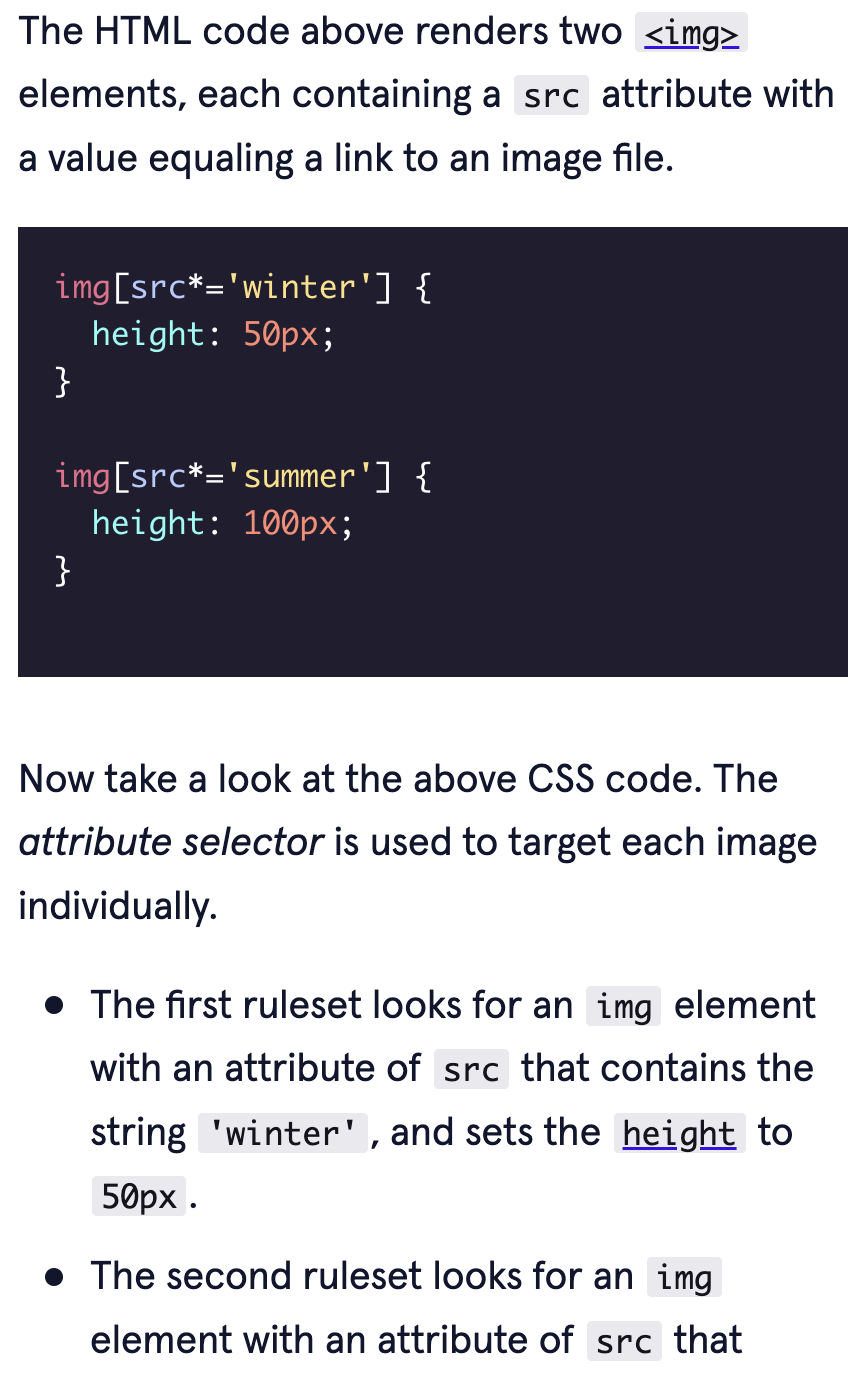 The HTML code above renders two <img>
elements, each containing a src attribute with
a value equaling a link to an image file.
img[src*='winter'] {
  height: 50px;
}
img[src*='summer'] {
  height: 100px;
}
Now take a look at the above CSS code. The
attribute selector is used to target each image
individually.
• The first ruleset looks for an img element
with an attribute of src that contains the
string 'winter', and sets the height to
50px.
• The second ruleset looks for an img
element with an attribute of src that